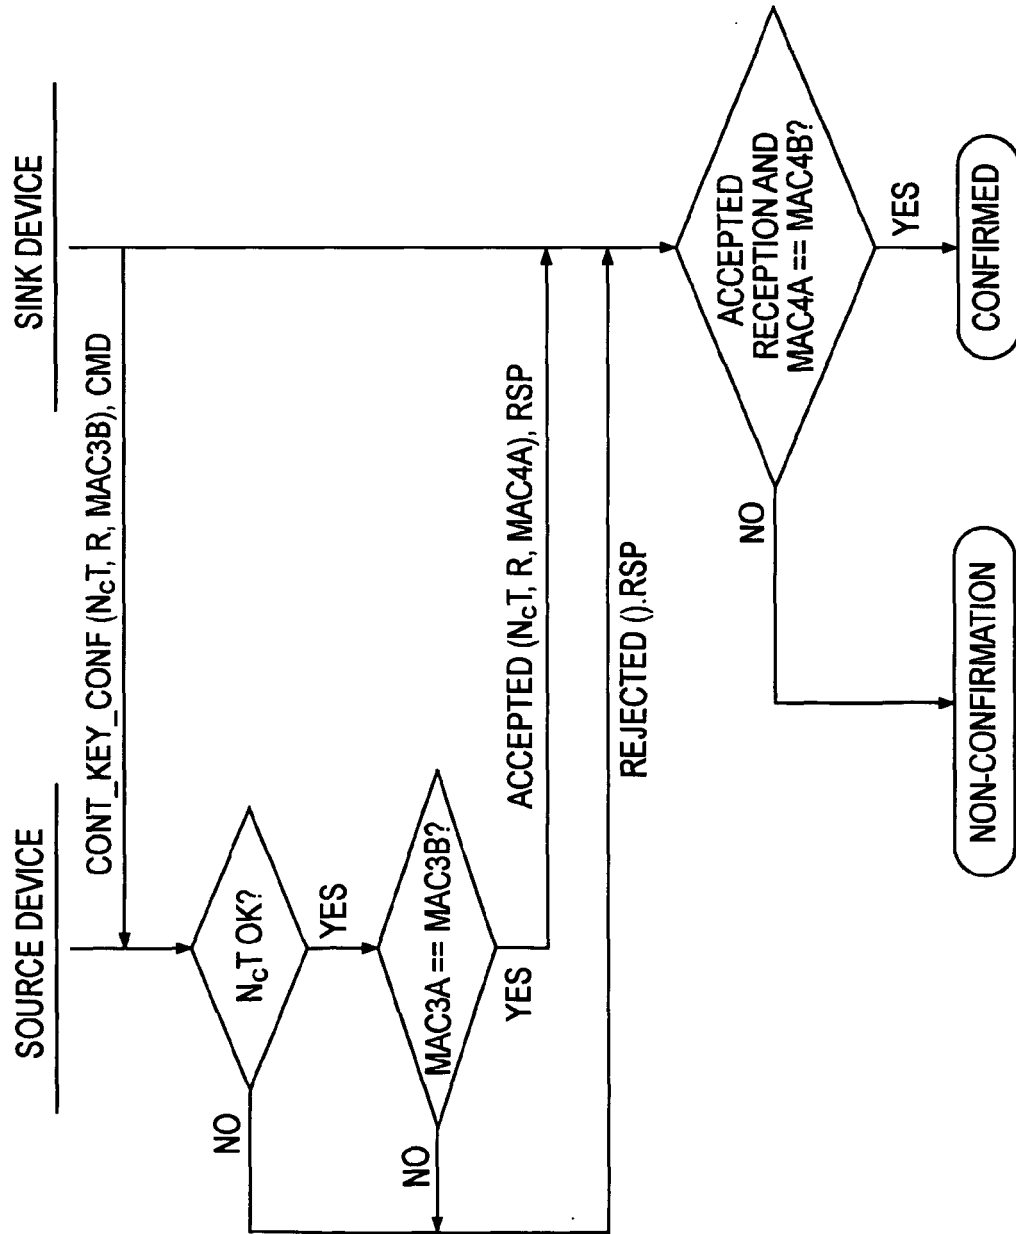 SOURCE DEVICE
SINK DEVICE
CONT_KEY_CONF (NCT, R, MAC3B), CMD
NCT OK?
NO
YES
MAC3A == MAC3B?
NO
YES
ACCEPTED (NCT, R, MAC4A), RSP
REJECTED ().RSP
ACCEPTED
RECEPTION AND
MAC4A == MAC4B?
NO
YES
NON-CONFIRMATION
CONFIRMED